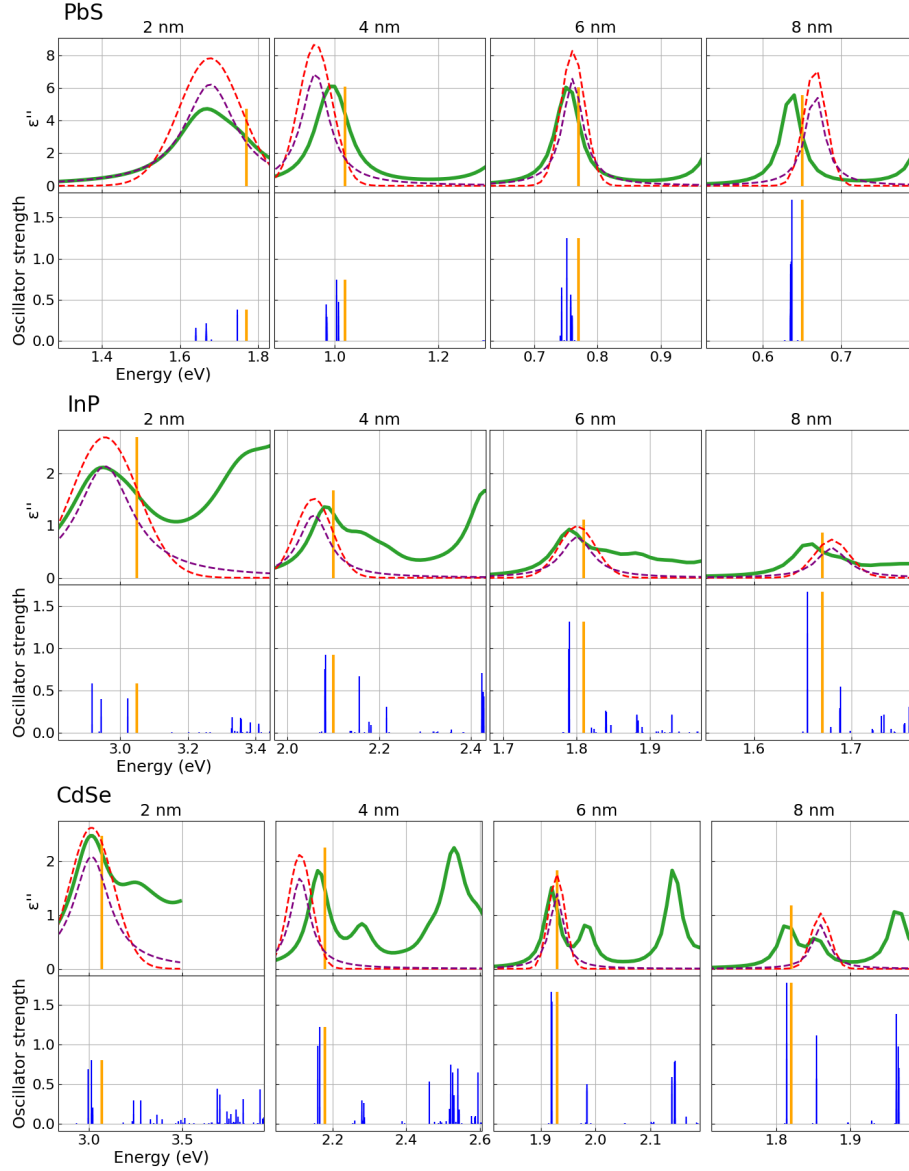 PbS
2 nm 4 nm 6 nm 8 nm
ε''
8
6
4
2
0
Oscillator strength
1.5
1.0
0.5
0.0
1.4 1.6 1.8 1.0 1.2 0.7 0.8 0.9 0.6 0.7
Energy (eV)
InP
2 nm 4 nm 6 nm 8 nm
ε''
2
1
0
Oscillator strength
1.5
1.0
0.5
0.0
3.0 3.2 3.4 2.0 2.2 2.4 1.7 1.8 1.9 1.6 1.7
Energy (eV)
CdSe
2 nm 4 nm 6 nm 8 nm
ε''
2
1
0
Oscillator strength
1.5
1.0
0.5
0.0
3.0 3.5 2.2 2.4 2.6 1.9 2.0 2.1 1.8 1.9
Energy (eV)